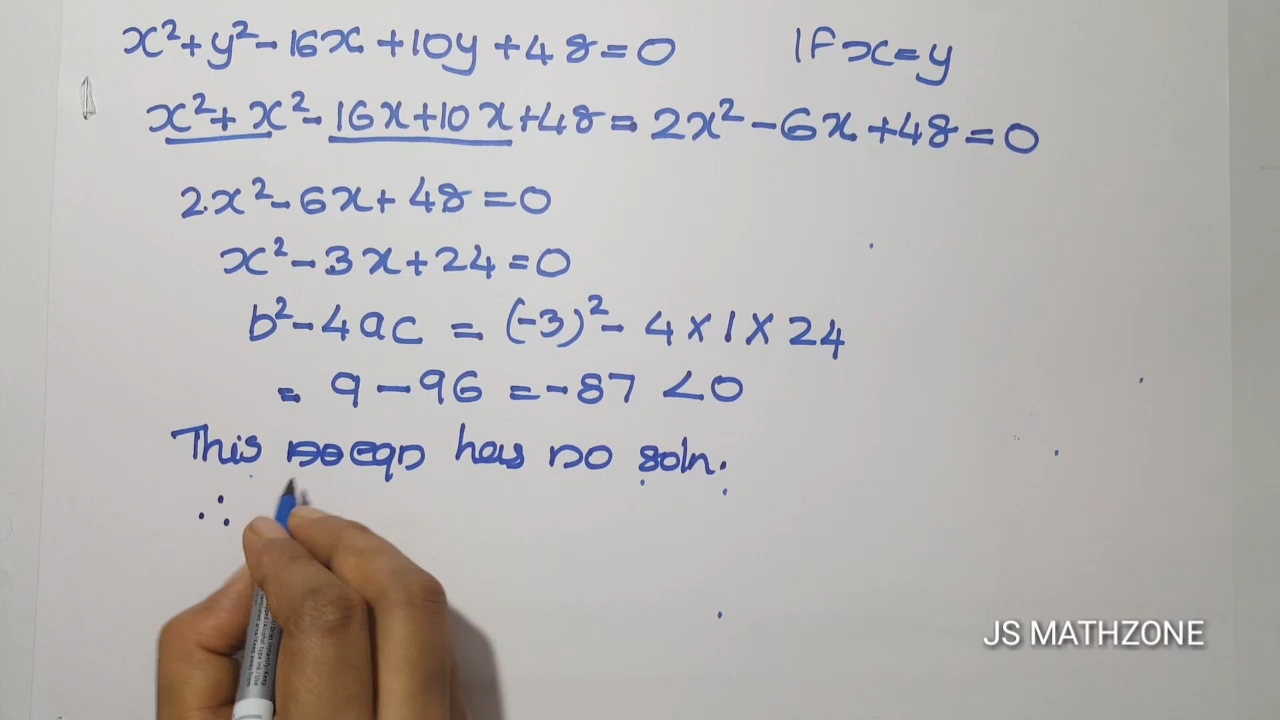 x²+y²-16x+10y+48=0 If x=y
x²+x²-16x+10x+48=2x²-6x+48=0
2x²-6x+48=0
x²-3x+24=0
b²-4ac = (-3)²-4×1×24
= 9-96=-87<0
This eqn has no soln.
∴
JS MATHZONE